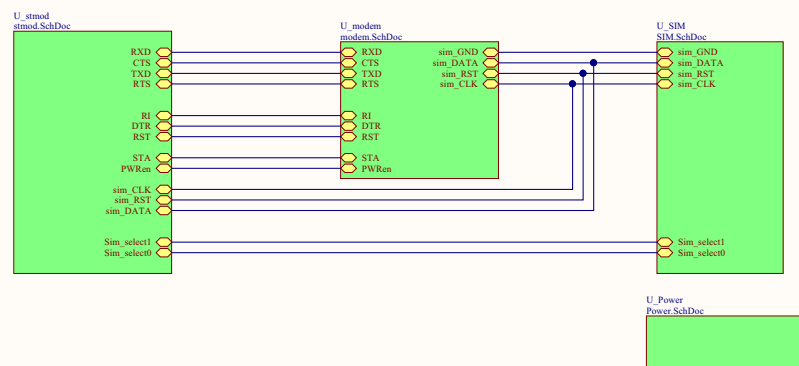 U_stmod
stmod.SchDoc
RXD
CTS
TXD
RTS
RI
DTR
RST
STA
PWRen
sim_CLK
sim_RST
sim_DATA
Sim_select1
Sim_select0
U_modem
modem.SchDoc
RXD
CTS
TXD
RTS
RI
DTR
RST
STA
PWRen
sim_GND
sim_DATA
sim_RST
sim_CLK
U_SIM
SIM.SchDoc
sim_GND
sim_DATA
sim_RST
sim_CLK
Sim_select1
Sim_select0
U_Power
Power.SchDoc